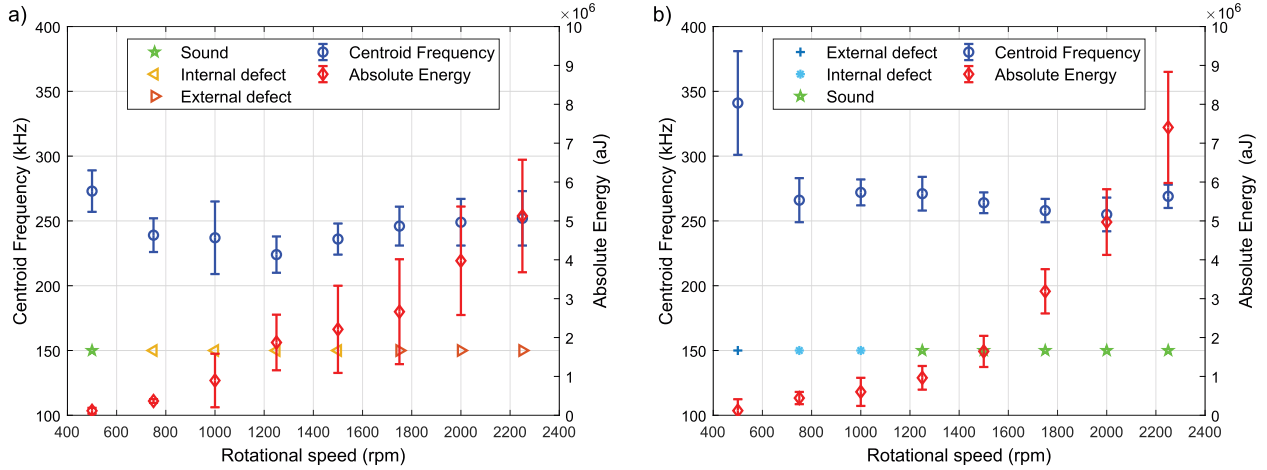 a)
×10⁶
400
350
300
250
200
150
100
Centroid Frequency (kHz)
Sound
Internal defect
External defect
Centroid Frequency
Absolute Energy
10
9
8
7
6
5
4
3
2
1
0
Absolute Energy (aJ)
400 600 800 1000 1200 1400 1600 1800 2000 2200 2400
Rotational speed (rpm)
b)
×10⁶
400
350
300
250
200
150
100
Centroid Frequency (kHz)
External defect
Internal defect
Sound
Centroid Frequency
Absolute Energy
10
9
8
7
6
5
4
3
2
1
0
Absolute Energy (aJ)
400 600 800 1000 1200 1400 1600 1800 2000 2200 2400
Rotational speed (rpm)